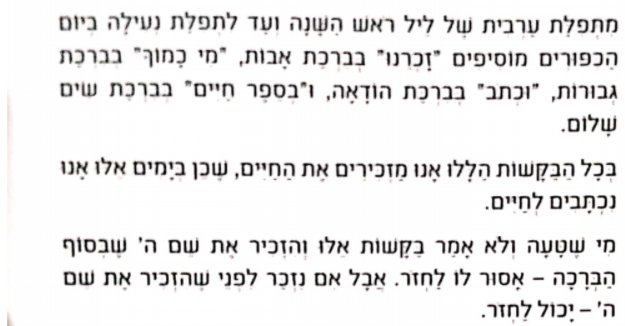 מִתְּפִלַּת עַרְבִית שֶׁל לֵיל רֹאשׁ הַשָּׁנָה וְעַד לִתְפִלַּת נְעִילָה בְּיוֹם
הַכִּפּוּרִים מוֹסִיפִים "זָכְרֵנוּ" בְּבִרְכַּת אָבוֹת, "מִי כָמוֹךָ" בְּבִרְכַּת
גְּבוּרוֹת, "וּכְתֹב" בְּבִרְכַּת הוֹדָאָה, וּ"בְסֵפֶר חַיִּים" בְּבִרְכַּת שִׂים
שָׁלוֹם.
בְּכָל הַבַּקָּשׁוֹת הַלָּלוּ אָנוּ מַזְכִּירִים אֶת הַחַיִּים, שֶׁכֵּן בְּיָמִים אֵלּוּ אָנוּ
נִכְתָּבִים לְחַיִּים.
מִי שֶׁטָּעָה וְלֹא אָמַר בַּקָּשׁוֹת אֵלּוּ וְהִזְכִּיר אֶת שֵׁם ה' שֶׁבְּסוֹף
הַבְּרָכָה – אָסוּר לוֹ לַחְזֹר. אֲבָל אִם נִזְכַּר לִפְנֵי שֶׁהִזְכִּיר אֶת שֵׁם
ה' – יָכוֹל לַחְזֹר.